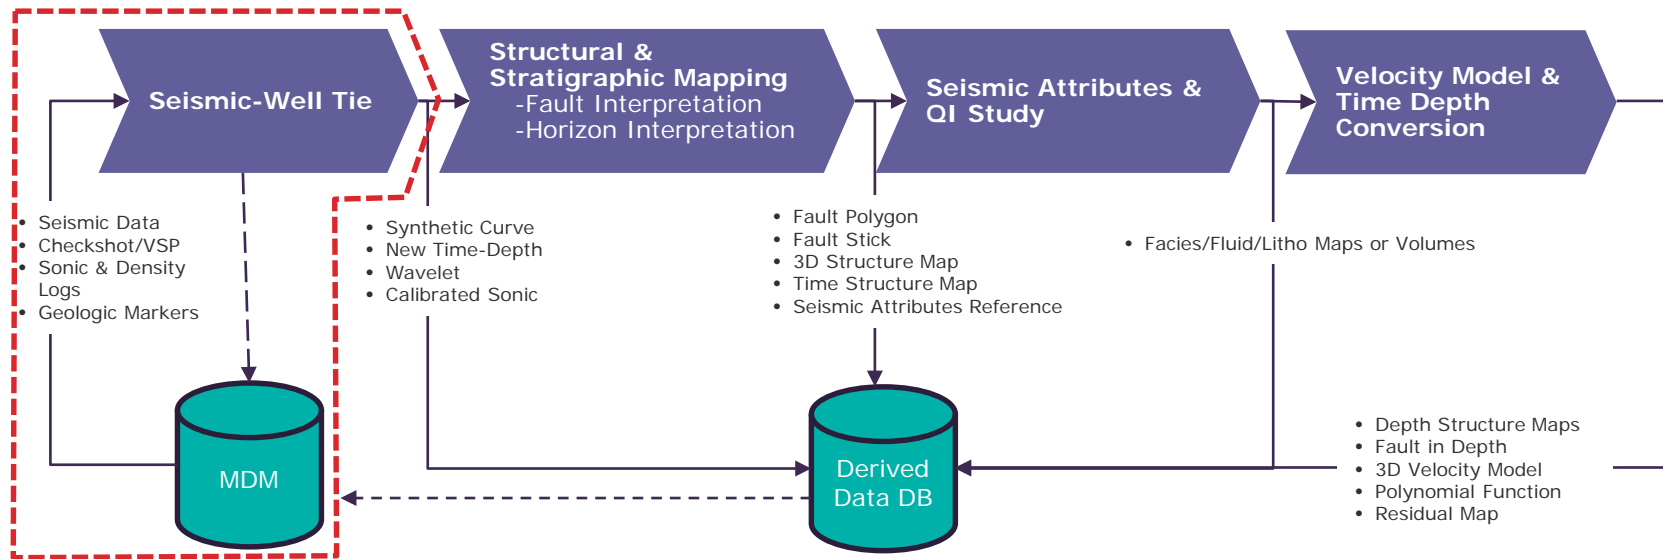 Seismic-Well Tie
Structural &
Stratigraphic Mapping
-Fault Interpretation
-Horizon Interpretation
Seismic Attributes &
QI Study
Velocity Model &
Time Depth
Conversion
• Seismic Data
• Checkshot/VSP
• Sonic & Density
Logs
• Geologic Markers
• Synthetic Curve
• New Time-Depth
• Wavelet
• Calibrated Sonic
• Fault Polygon
• Fault Stick
• 3D Structure Map
• Time Structure Map
• Seismic Attributes Reference
• Facies/Fluid/Litho Maps or Volumes
MDM
Derived
Data DB
• Depth Structure Maps
• Fault in Depth
• 3D Velocity Model
• Polynomial Function
• Residual Map